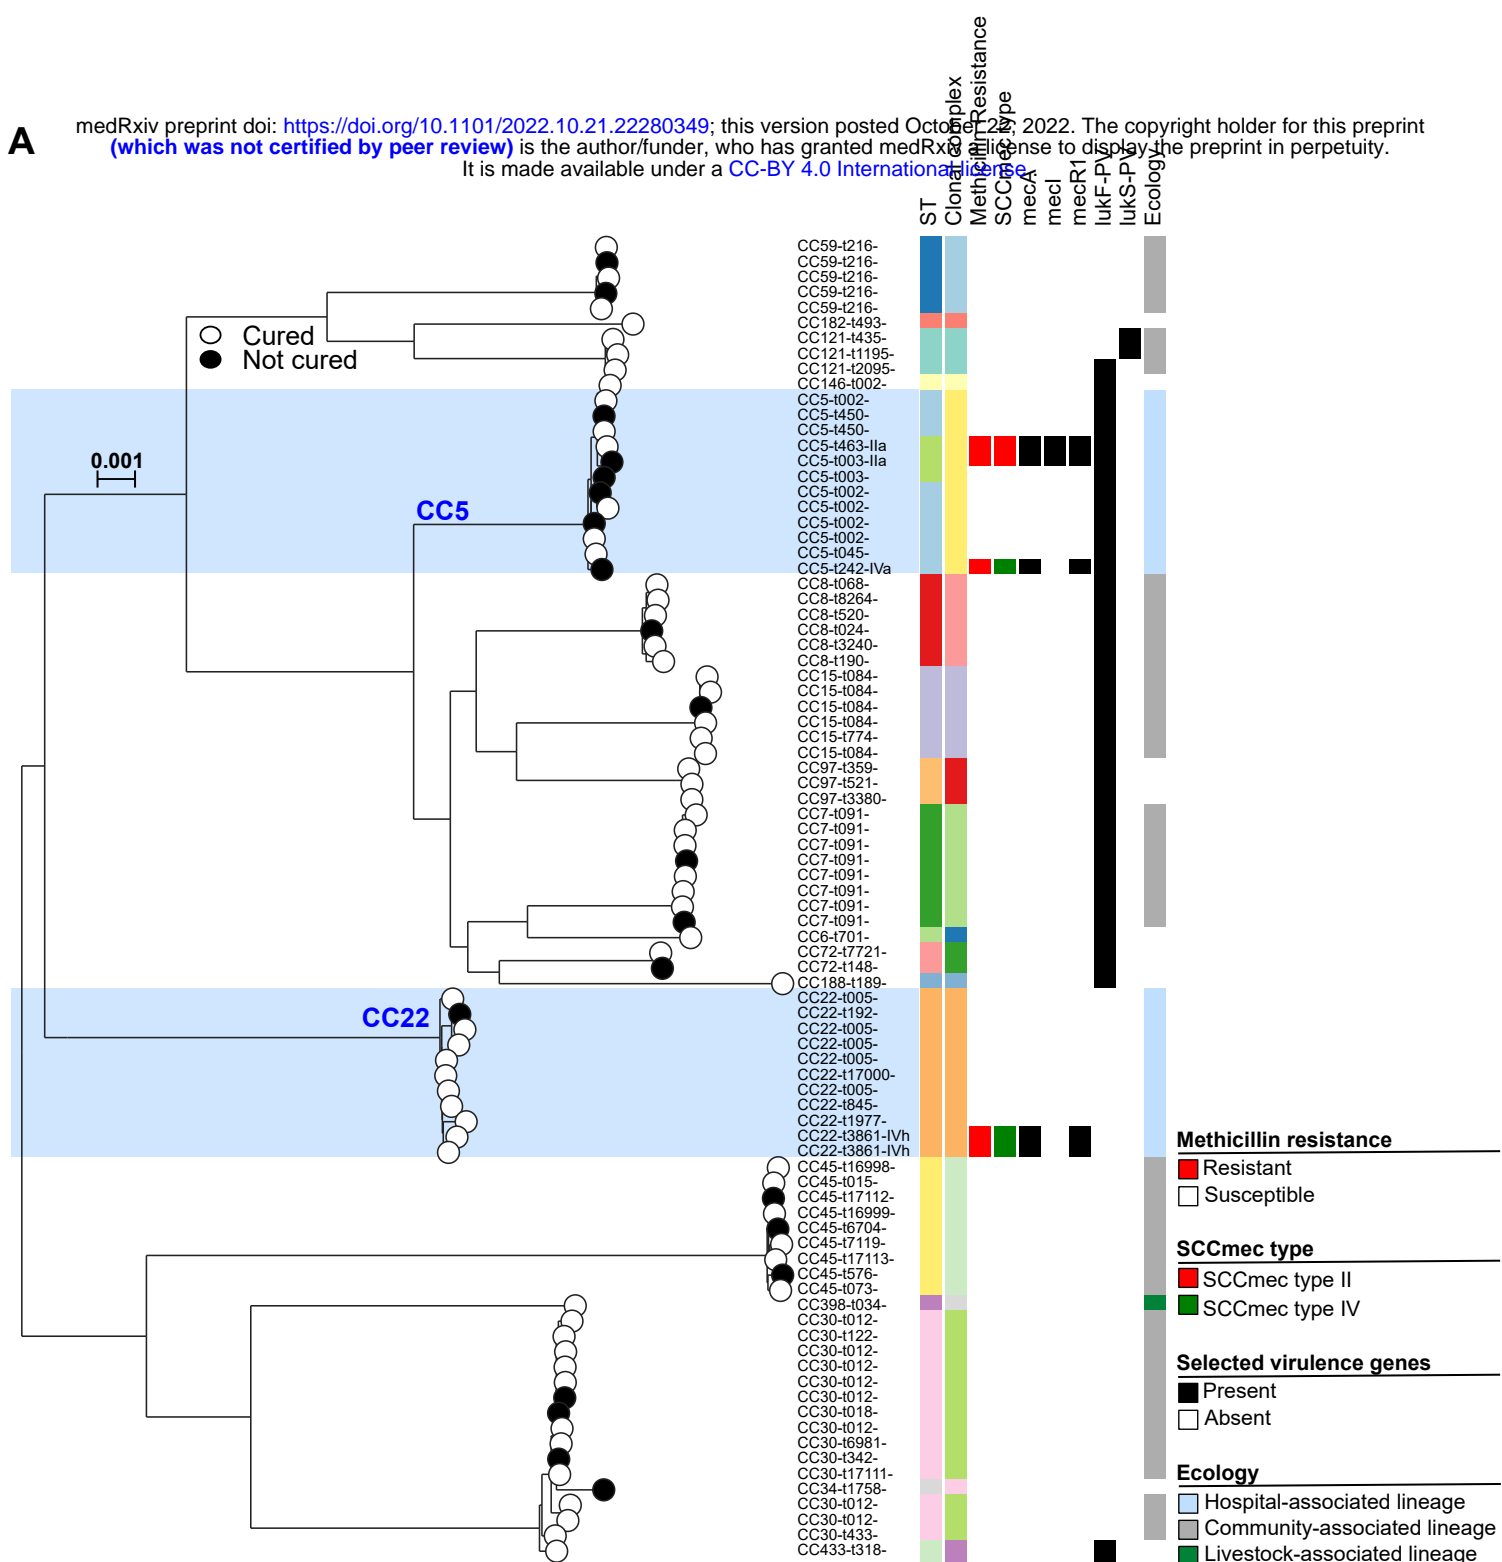 A
medRxiv preprint doi: https://doi.org/10.1101/2022.10.21.22280349; this version posted October 22, 2022. The copyright holder for this preprint
(which was not certified by peer review) is the author/funder, who has granted medRxiv a license to display the preprint in perpetuity.
It is made available under a CC-BY 4.0 International license.
ST
Clonal complex
Methicillin Resistance
SCCmec type
mecA
mecI
mecR1
lukF-PV
lukS-PV
Ecology
Cured
Not cured
0.001
CC5
CC22
CC59-t216-
CC59-t216-
CC59-t216-
CC59-t216-
CC59-t216-
CC182-t493-
CC121-t435-
CC121-t1195-
CC121-t2095-
CC146-t002-
CC5-t002-
CC5-t450-
CC5-t450-
CC5-t463-IIa
CC5-t003-IIa
CC5-t003-
CC5-t002-
CC5-t002-
CC5-t002-
CC5-t002-
CC5-t045-
CC5-t242-IVa
CC8-t068-
CC8-t8264-
CC8-t520-
CC8-t024-
CC8-t3240-
CC8-t190-
CC15-t084-
CC15-t084-
CC15-t084-
CC15-t084-
CC15-t774-
CC15-t084-
CC97-t359-
CC97-t521-
CC97-t3380-
CC7-t091-
CC7-t091-
CC7-t091-
CC7-t091-
CC7-t091-
CC7-t091-
CC7-t091-
CC7-t091-
CC6-t701-
CC72-t7721-
CC72-t148-
CC188-t189-
CC22-t005-
CC22-t192-
CC22-t005-
CC22-t005-
CC22-t005-
CC22-t17000-
CC22-t005-
CC22-t845-
CC22-t1977-
CC22-t3861-IVh
CC22-t3861-IVh
CC45-t16998-
CC45-t015-
CC45-t17112-
CC45-t16999-
CC45-t6704-
CC45-t7119-
CC45-t17113-
CC45-t576-
CC45-t073-
CC398-t034-
CC30-t012-
CC30-t122-
CC30-t012-
CC30-t012-
CC30-t012-
CC30-t012-
CC30-t018-
CC30-t012-
CC30-t6981-
CC30-t342-
CC30-t17111-
CC34-t1758-
CC30-t012-
CC30-t012-
CC30-t433-
CC433-t318-
Methicillin resistance
Resistant
Susceptible
SCCmec type
SCCmec type II
SCCmec type IV
Selected virulence genes
Present
Absent
Ecology
Hospital-associated lineage
Community-associated lineage
Livestock-associated lineage